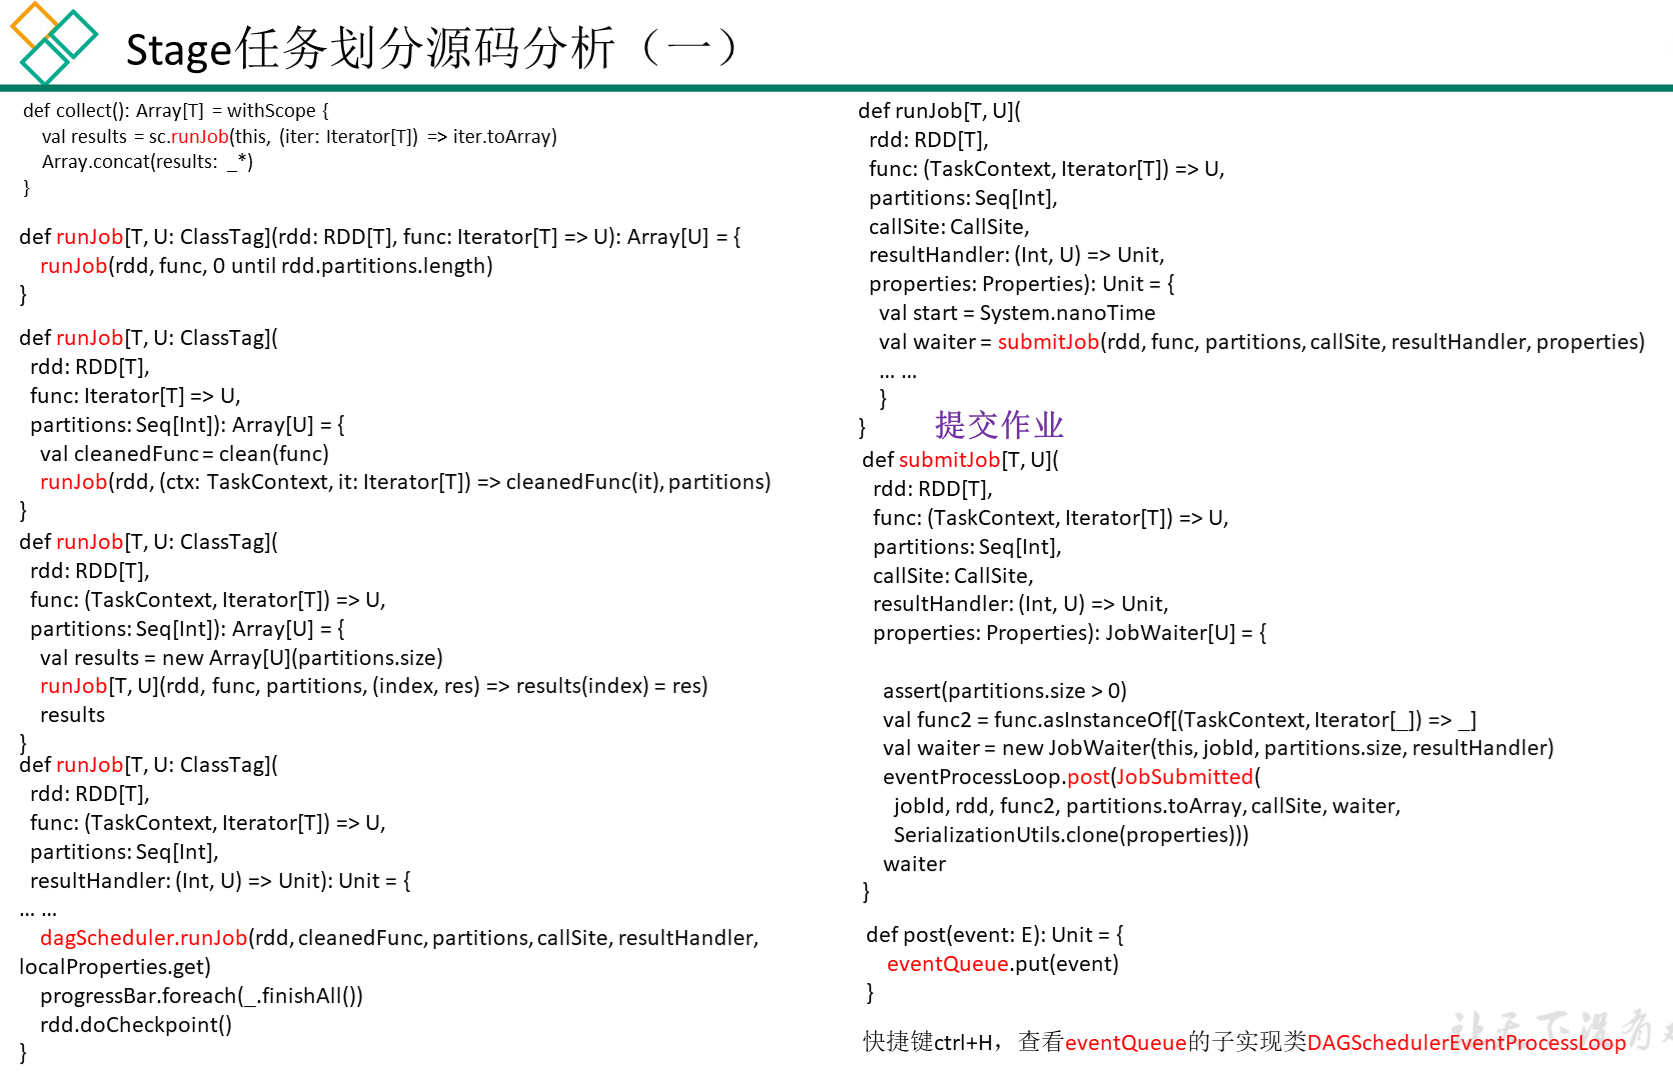 Stage任务划分源码分析（一）
def collect(): Array[T] = withScope {
val results = sc.runJob(this, (iter: Iterator[T]) => iter.toArray)
Array.concat(results: _*)
}
def runJob[T, U: ClassTag](rdd: RDD[T], func: Iterator[T] => U): Array[U] = {
runJob(rdd, func, 0 until rdd.partitions.length)
}
def runJob[T, U: ClassTag](
rdd: RDD[T],
func: Iterator[T] => U,
partitions: Seq[Int]): Array[U] = {
val cleanedFunc = clean(func)
runJob(rdd, (ctx: TaskContext, it: Iterator[T]) => cleanedFunc(it), partitions)
}
def runJob[T, U: ClassTag](
rdd: RDD[T],
func: (TaskContext, Iterator[T]) => U,
partitions: Seq[Int]): Array[U] = {
val results = new Array[U](partitions.size)
runJob[T, U](rdd, func, partitions, (index, res) => results(index) = res)
results
}
def runJob[T, U: ClassTag](
rdd: RDD[T],
func: (TaskContext, Iterator[T]) => U,
partitions: Seq[Int],
resultHandler: (Int, U) => Unit): Unit = {
... ...
dagScheduler.runJob(rdd, cleanedFunc, partitions, callSite, resultHandler,
localProperties.get)
progressBar.foreach(_.finishAll())
rdd.doCheckpoint()
}
def runJob[T, U](
rdd: RDD[T],
func: (TaskContext, Iterator[T]) => U,
partitions: Seq[Int],
callSite: CallSite,
resultHandler: (Int, U) => Unit,
properties: Properties): Unit = {
val start = System.nanoTime
val waiter = submitJob(rdd, func, partitions, callSite, resultHandler, properties)
... ...
}
} 提交作业
def submitJob[T, U](
rdd: RDD[T],
func: (TaskContext, Iterator[T]) => U,
partitions: Seq[Int],
callSite: CallSite,
resultHandler: (Int, U) => Unit,
properties: Properties): JobWaiter[U] = {
assert(partitions.size > 0)
val func2 = func.asInstanceOf[(TaskContext, Iterator[_]) => _]
val waiter = new JobWaiter(this, jobId, partitions.size, resultHandler)
eventProcessLoop.post(JobSubmitted(
jobId, rdd, func2, partitions.toArray, callSite, waiter,
SerializationUtils.clone(properties)))
waiter
}
def post(event: E): Unit = {
eventQueue.put(event)
}
快捷键ctrl+H，查看eventQueue的子实现类DAGSchedulerEventProcessLoop
让天下没有